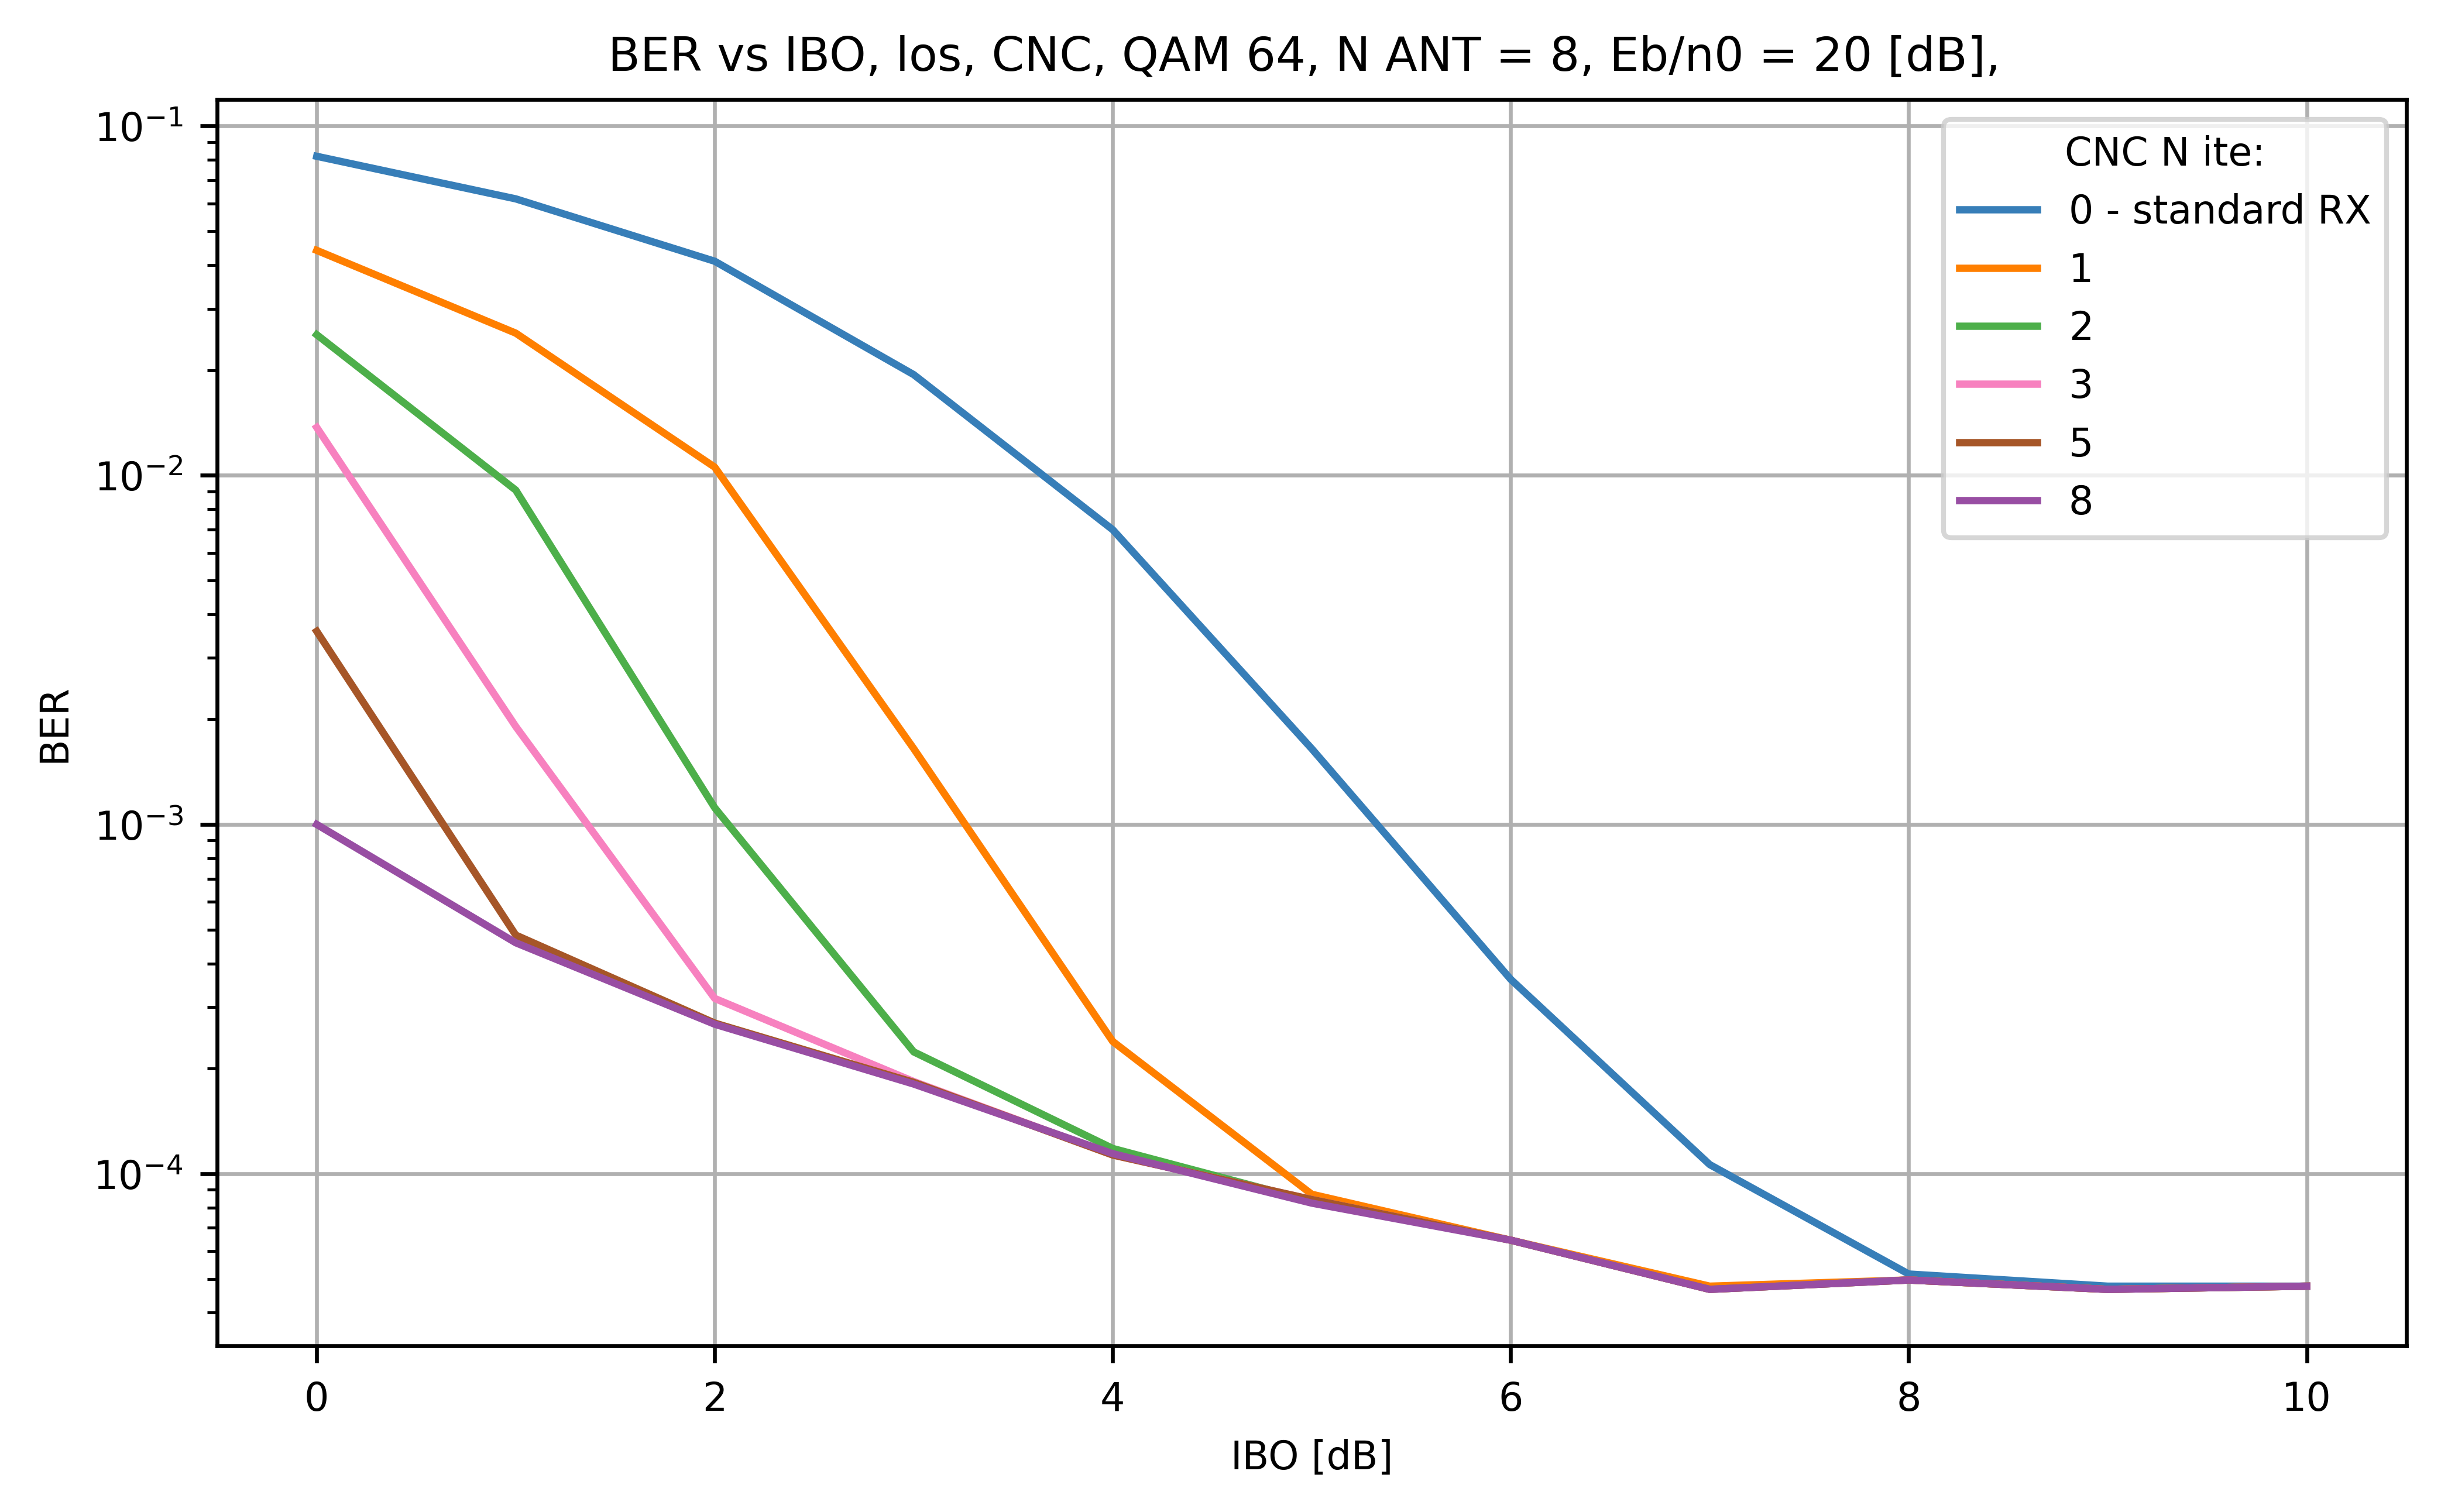 BER vs IBO, los, CNC, QAM 64, N ANT = 8, Eb/n0 = 20 [dB],
CNC N ite:
0 - standard RX
1
2
3
5
8
10⁻¹
10⁻²
10⁻³
10⁻⁴
BER
0 2 4 6 8 10
IBO [dB]